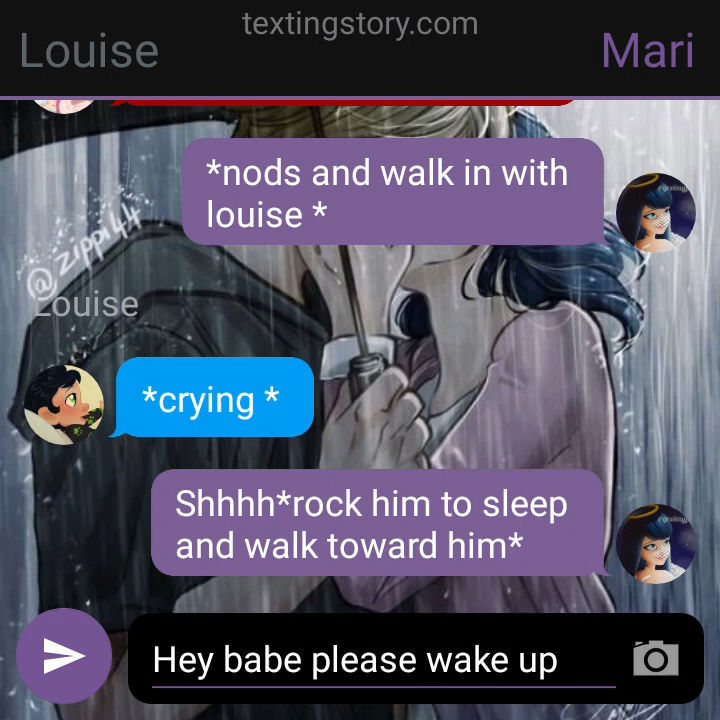 textingstory.com
Louise
Mari
*nods and walk in with
louise *
@zippi44
Louise
*crying *
Shhhh*rock him to sleep
and walk toward him*
Hey babe please wake up